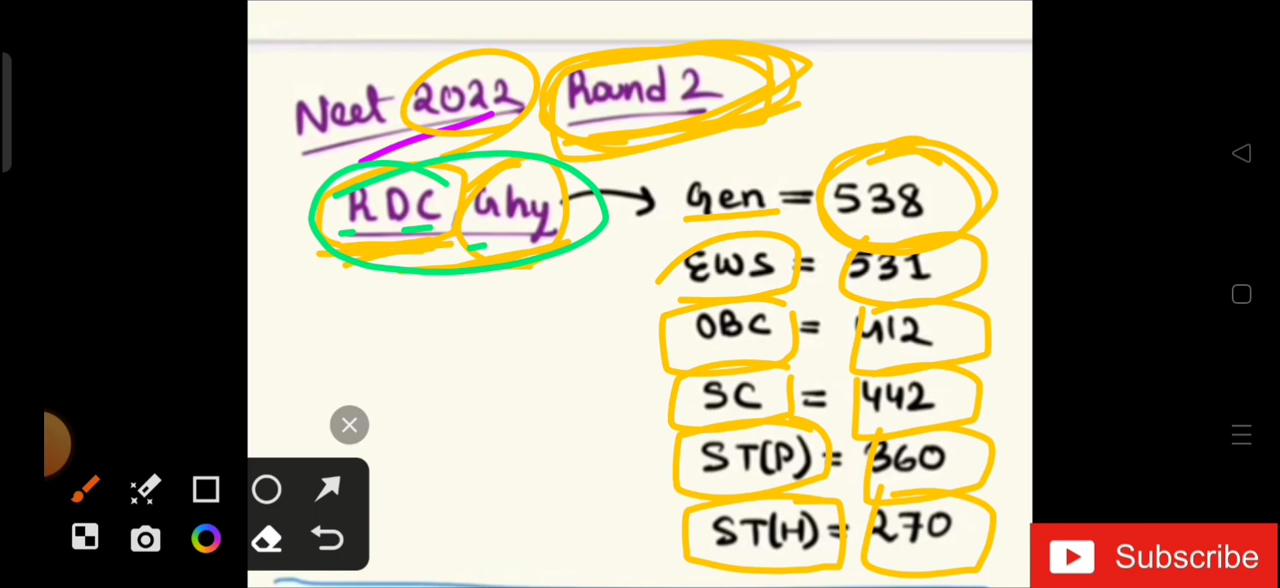 Neet 2022 Round 2
RDC Ghy → Gen = 538
EWS = 531
OBC = 412
SC = 442
ST(P) = 360
ST(H) = 270
Subscribe